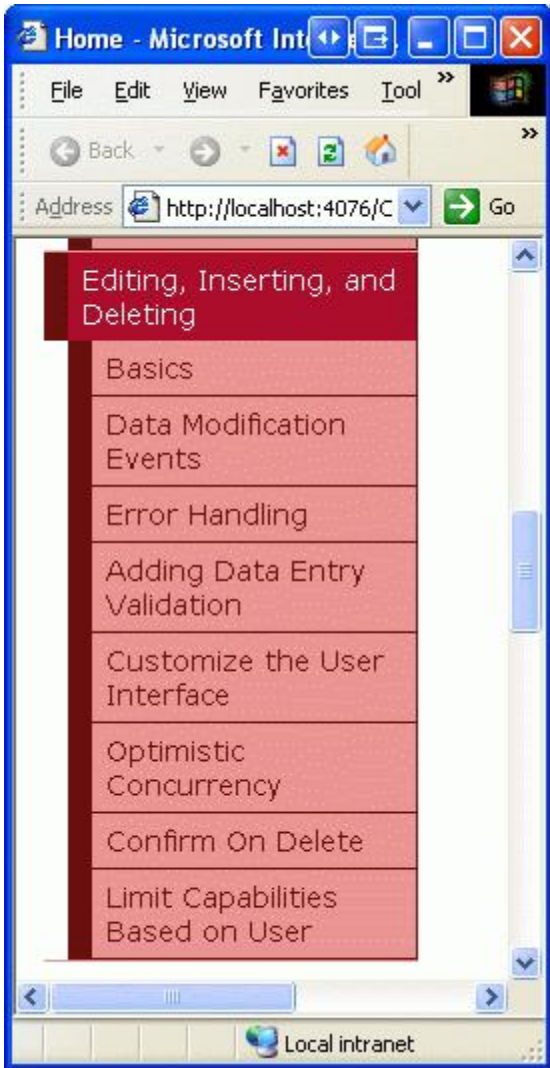 Home - Microsoft Int
File Edit View Favorites Tool »
Back »
Address http://localhost:4076/C Go
Editing, Inserting, and
Deleting
Basics
Data Modification
Events
Error Handling
Adding Data Entry
Validation
Customize the User
Interface
Optimistic
Concurrency
Confirm On Delete
Limit Capabilities
Based on User
Local intranet